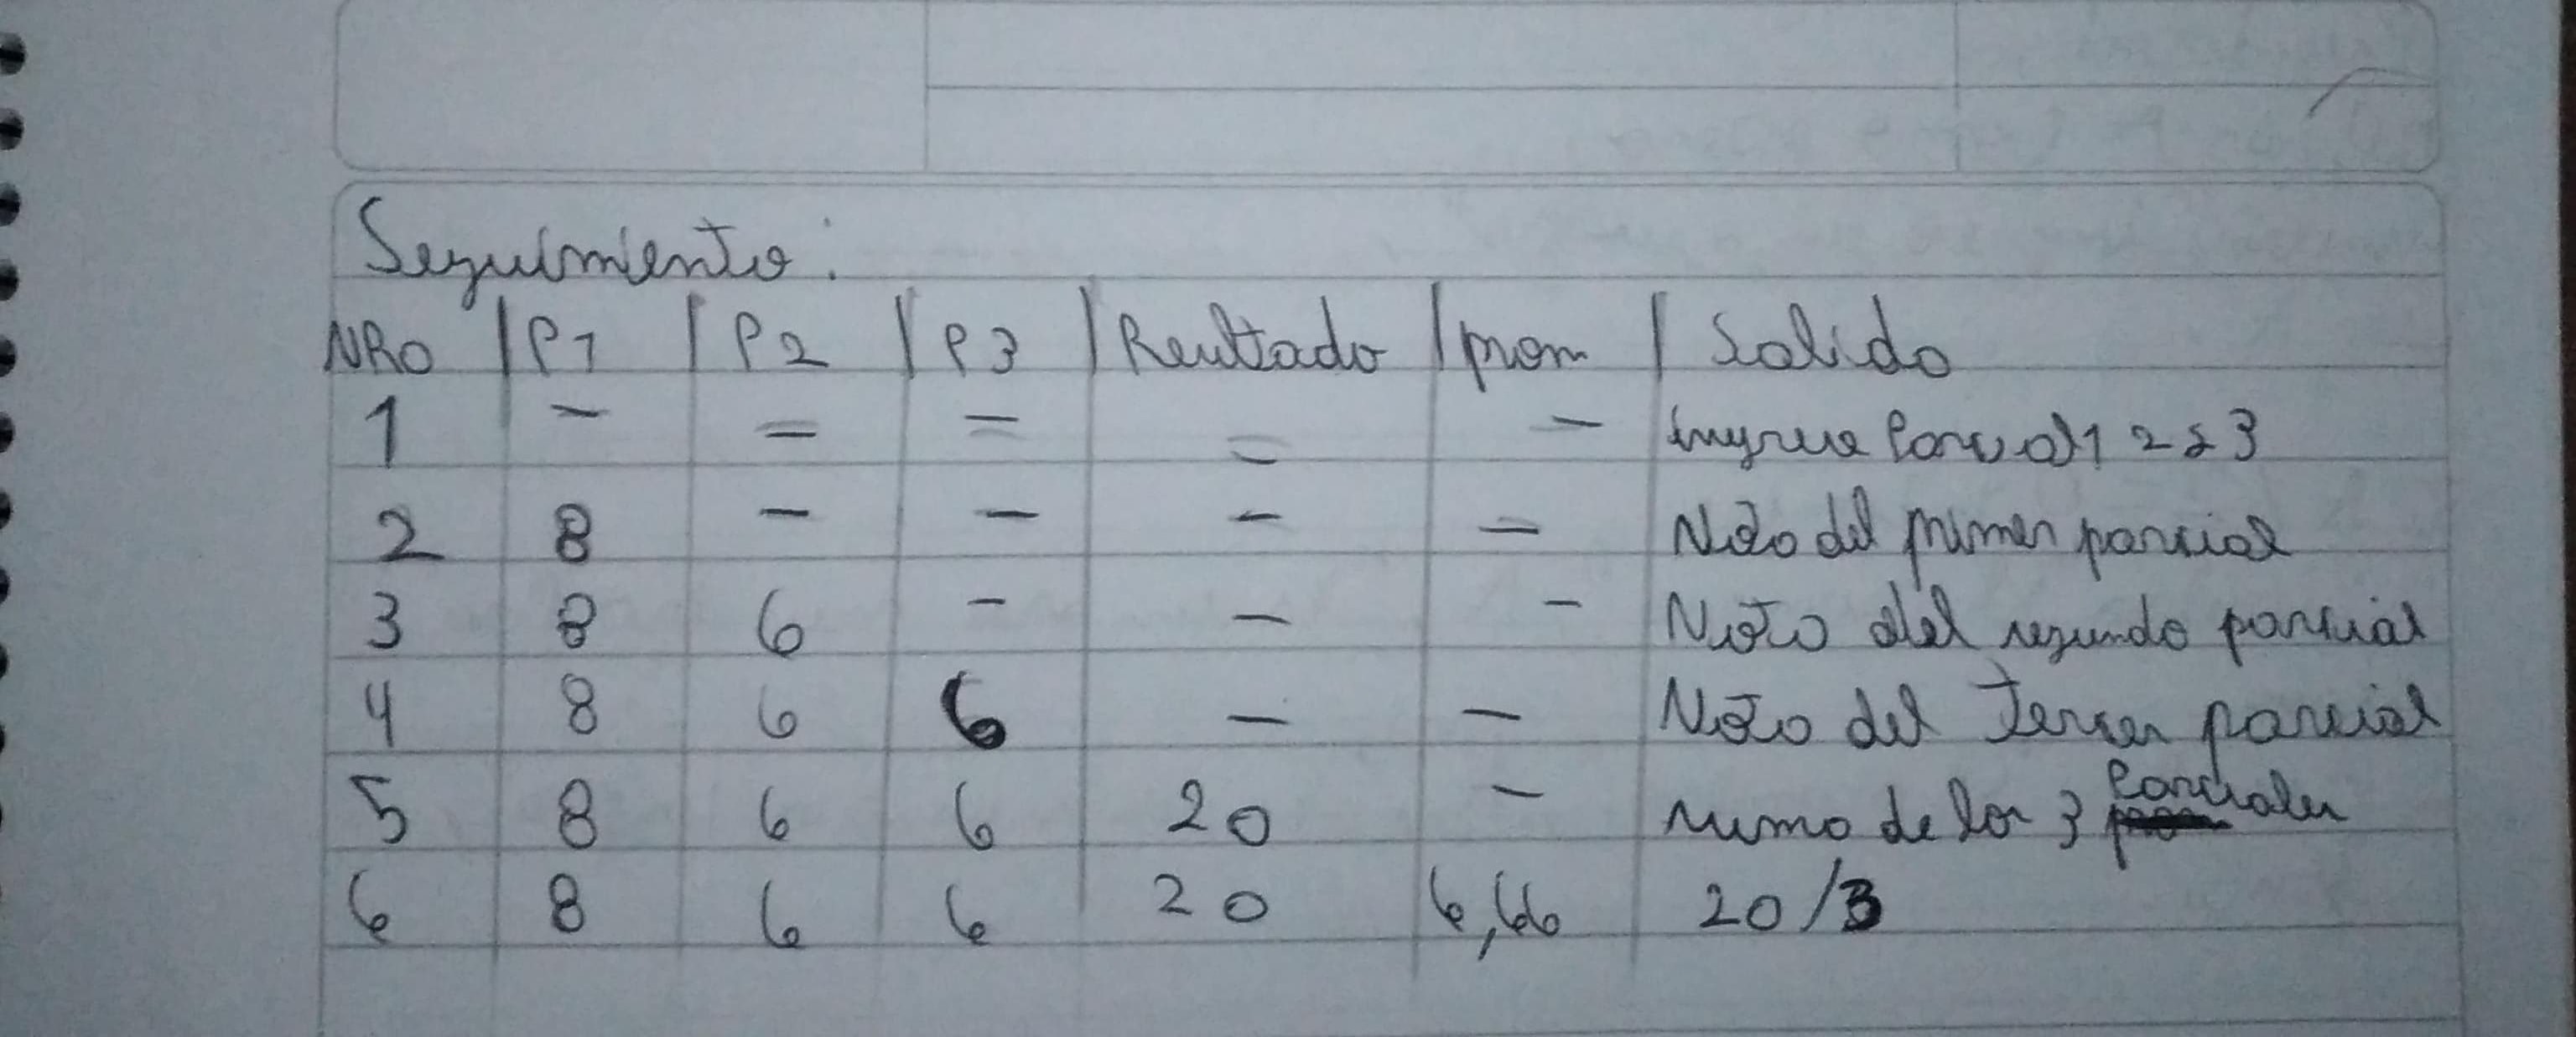 Seguimiento:
NRO | P1 | P2 | P3 | Reultado | prom | Salida
1 - = = = - ingrese Parcial 1 2 y 3
2 8 - - - - Nota del primer parcial
3 8 6 - - - Nota del segundo parcial
4 8 6 6 - - Nota del Tercer parcial
5 8 6 6 20 - suma de los 3 Parciales
6 8 6 6 20 6,66 20/3